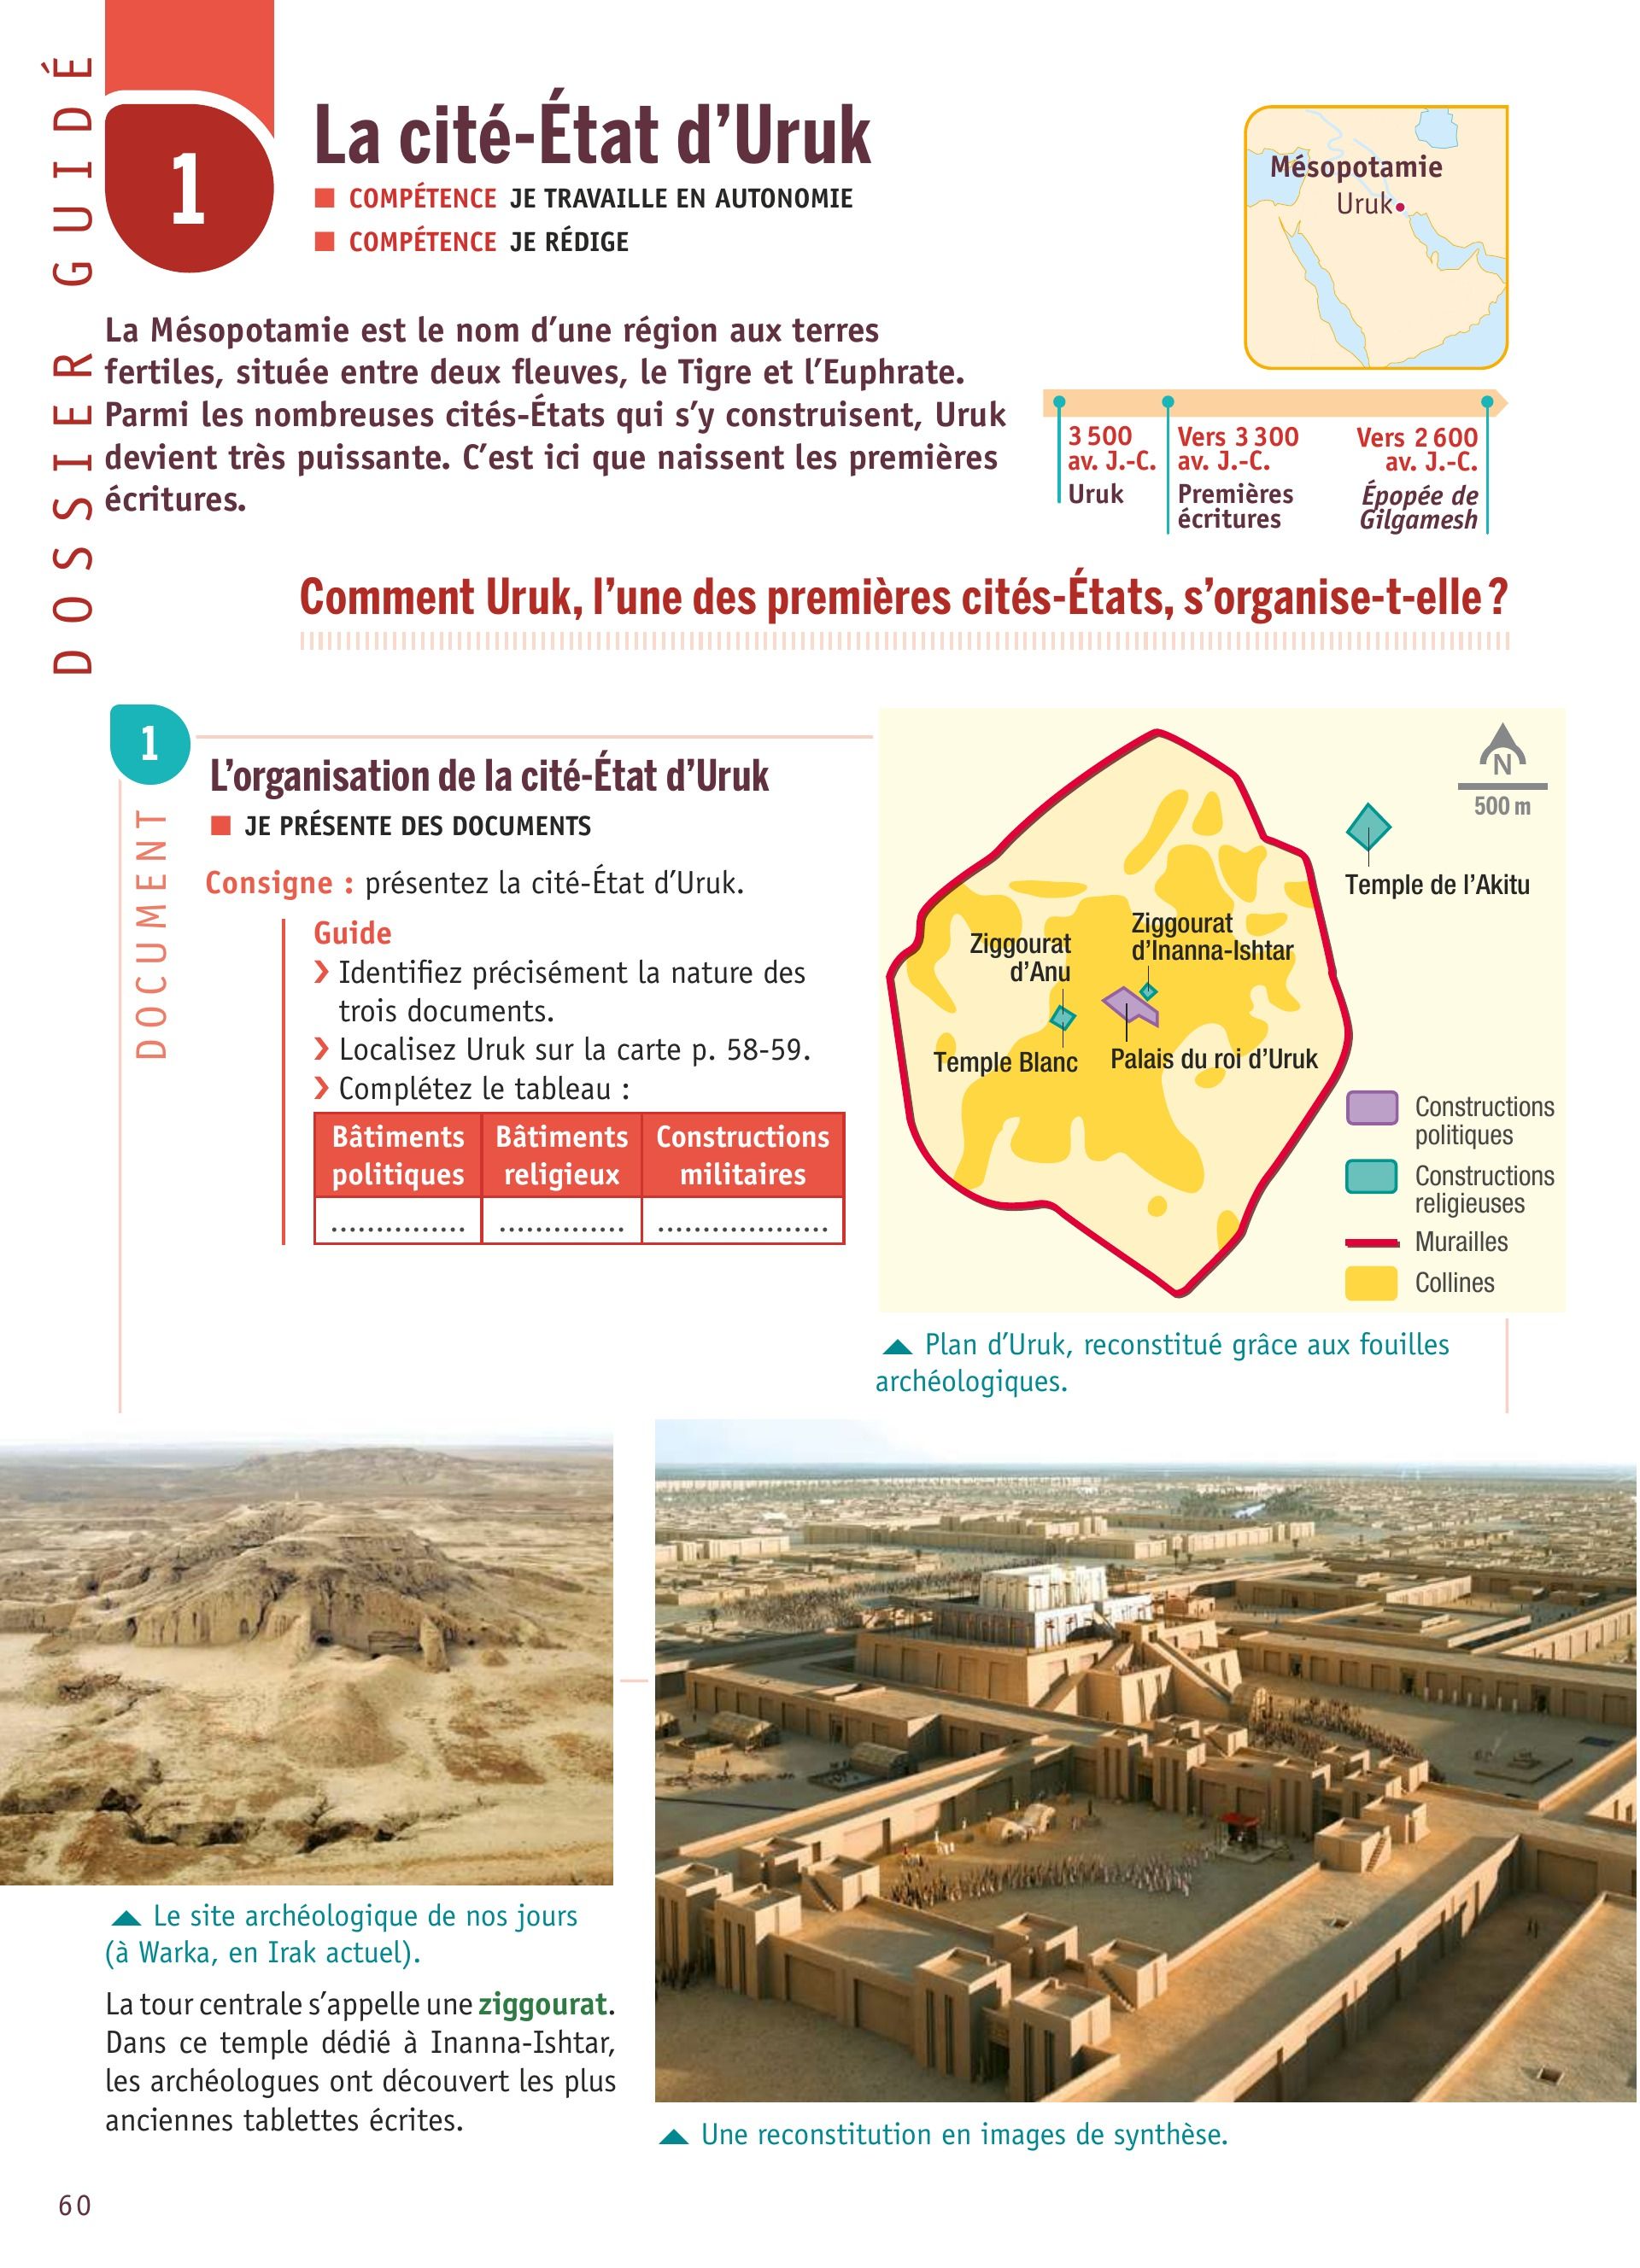 DOSSIER GUIDÉ
1
La cité-État d’Uruk
■ COMPÉTENCE JE TRAVAILLE EN AUTONOMIE
■ COMPÉTENCE JE RÉDIGE
Mésopotamie
Uruk
La Mésopotamie est le nom d’une région aux terres
fertiles, située entre deux fleuves, le Tigre et l’Euphrate.
Parmi les nombreuses cités-États qui s’y construisent, Uruk
devient très puissante. C’est ici que naissent les premières
écritures.
3 500
av. J.-C.
Uruk
Vers 3 300
av. J.-C.
Premières
écritures
Vers 2 600
av. J.-C.
Épopée de
Gilgamesh
Comment Uruk, l’une des premières cités-États, s’organise-t-elle ?
1
DOCUMENT
L’organisation de la cité-État d’Uruk
■ JE PRÉSENTE DES DOCUMENTS
Consigne : présentez la cité-État d’Uruk.
Guide
❯ Identifiez précisément la nature des
trois documents.
❯ Localisez Uruk sur la carte p. 58-59.
❯ Complétez le tableau :
Bâtiments
politiques
Bâtiments
religieux
Constructions
militaires
...............
..............
...................
N
500 m
Temple de l’Akitu
Ziggourat
d’Inanna-Ishtar
Ziggourat
d’Anu
Temple Blanc
Palais du roi d’Uruk
Constructions
politiques
Constructions
religieuses
Murailles
Collines
▲ Plan d’Uruk, reconstitué grâce aux fouilles
archéologiques.
▲ Le site archéologique de nos jours
(à Warka, en Irak actuel).
La tour centrale s’appelle une ziggourat.
Dans ce temple dédié à Inanna-Ishtar,
les archéologues ont découvert les plus
anciennes tablettes écrites.
▲ Une reconstitution en images de synthèse.
60